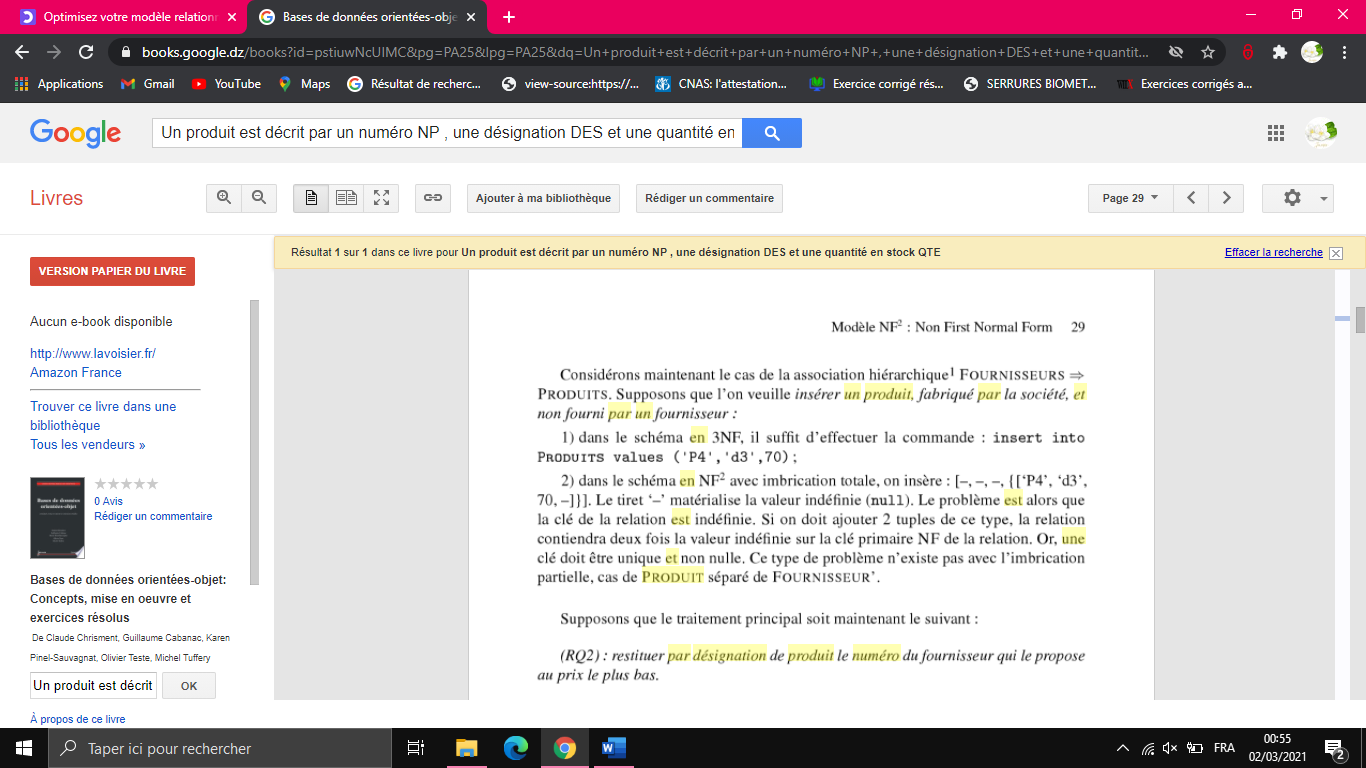 Optimisez votre modèle relationn
Bases de données orientées-obje
books.google.dz/books?id=pstiuwNcUIMC&pg=PA25&lpg=PA25&dq=Un+produit+est+décrit+par+un+numéro+NP+,+une+désignation+DES+et+une+quantit...
Applications
Gmail
YouTube
Maps
Résultat de recherc...
view-source:https://...
CNAS: l'attestation...
Exercice corrigé rés...
SERRURES BIOMET...
Exercices corrigés a...
Google
Un produit est décrit par un numéro NP , une désignation DES et une quantité en
Livres
Ajouter à ma bibliothèque
Rédiger un commentaire
Page 29
Résultat 1 sur 1 dans ce livre pour Un produit est décrit par un numéro NP , une désignation DES et une quantité en stock QTE
Effacer la recherche
VERSION PAPIER DU LIVRE
Aucun e-book disponible
http://www.lavoisier.fr/
Amazon France
Trouver ce livre dans une
bibliothèque
Tous les vendeurs »
Bases de données
orientées-objet
0 Avis
Rédiger un commentaire
Bases de données orientées-objet:
Concepts, mise en oeuvre et
exercices résolus
De Claude Chrisment, Guillaume Cabanac, Karen
Pinel-Sauvagnat, Olivier Teste, Michel Tuffery
Un produit est décrit
OK
À propos de ce livre
Modèle NF² : Non First Normal Form 29
Considérons maintenant le cas de la association hiérarchique¹ FOURNISSEURS ⇒
PRODUITS. Supposons que l'on veuille insérer un produit, fabriqué par la société, et
non fourni par un fournisseur :
1) dans le schéma en 3NF, il suffit d'effectuer la commande : insert into
PRODUITS values ('P4','d3',70);
2) dans le schéma en NF² avec imbrication totale, on insère : [–, –, –, {['P4', 'd3',
70, –]}]. Le tiret '–' matérialise la valeur indéfinie (null). Le problème est alors que
la clé de la relation est indéfinie. Si on doit ajouter 2 tuples de ce type, la relation
contiendra deux fois la valeur indéfinie sur la clé primaire NF de la relation. Or, une
clé doit être unique et non nulle. Ce type de problème n'existe pas avec l'imbrication
partielle, cas de PRODUIT séparé de FOURNISSEUR'.
Supposons que le traitement principal soit maintenant le suivant :
(RQ2) : restituer par désignation de produit le numéro du fournisseur qui le propose
au prix le plus bas.
Taper ici pour rechercher
FRA
00:55
02/03/2021
2